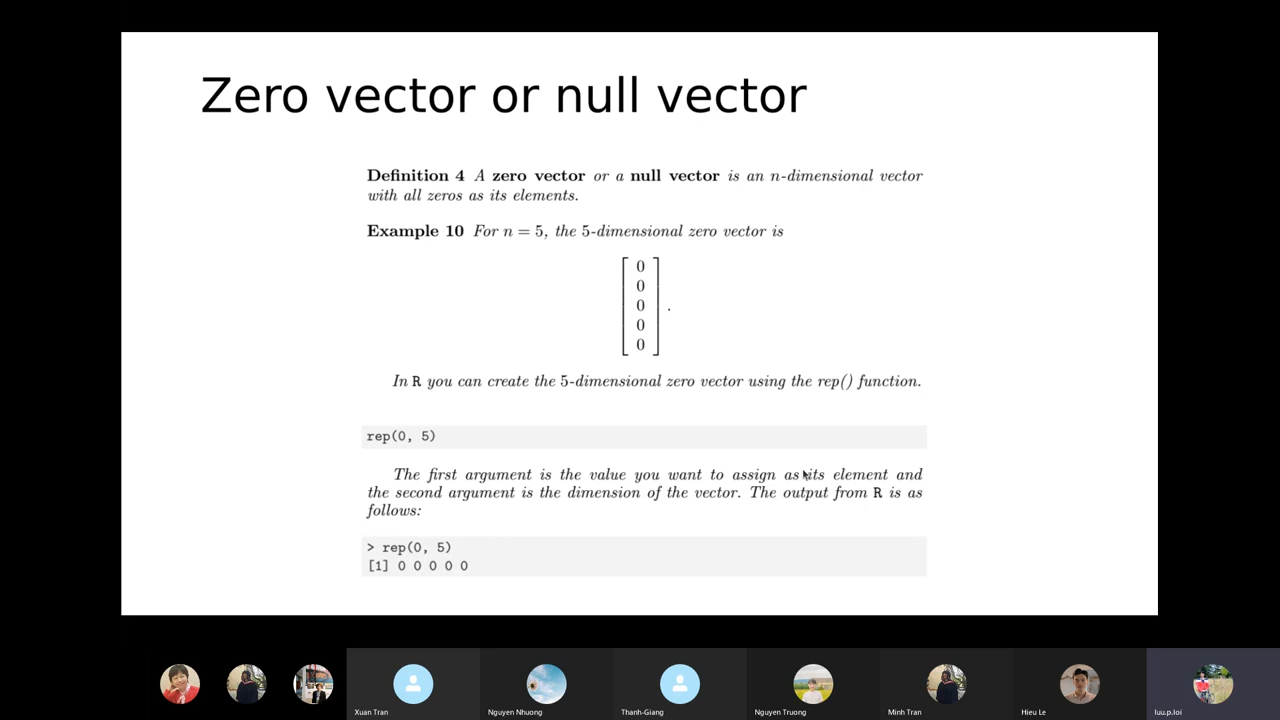 Zero vector or null vector
Definition 4 A zero vector or a null vector is an n-dimensional vector
with all zeros as its elements.
Example 10 For n = 5, the 5-dimensional zero vector is
0
0
0
0
0
.
In R you can create the 5-dimensional zero vector using the rep() function.
rep(0, 5)
The first argument is the value you want to assign as its element and
the second argument is the dimension of the vector. The output from R is as
follows:
> rep(0, 5)
[1] 0 0 0 0 0
Xuan Tran
Nguyen Nhuong
Thanh-Giang
Nguyen Truong
Minh Tran
Hieu Le
luu.p.loi